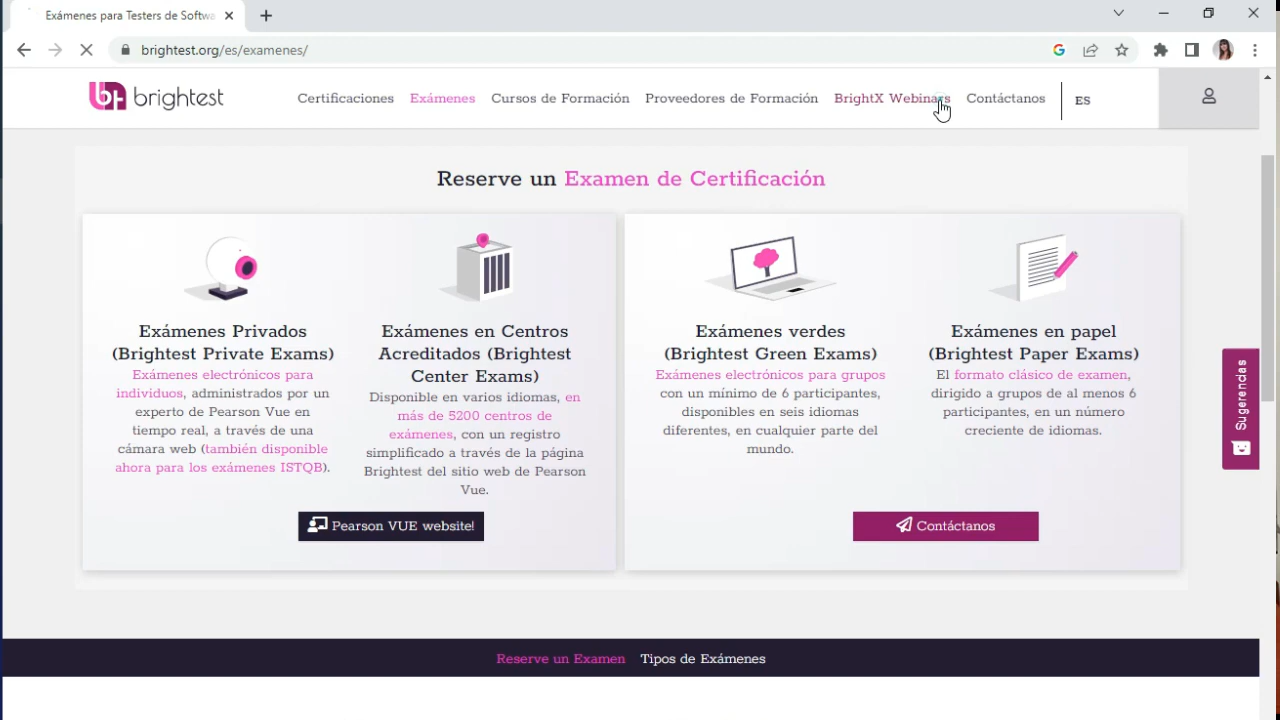 Exámenes para Testers de Softwa
brightest.org/es/examenes/
brightest
Certificaciones
Exámenes
Cursos de Formación
Proveedores de Formación
BrightX Webinars
Contáctanos
ES
Reserve un Examen de Certificación
Exámenes Privados
(Brightest Private Exams)
Exámenes electrónicos para
individuos, administrados por un
experto de Pearson Vue en
tiempo real, a través de una
cámara web (también disponible
ahora para los exámenes ISTQB).
Exámenes en Centros
Acreditados (Brightest
Center Exams)
Disponible en varios idiomas, en
más de 5200 centros de
exámenes, con un registro
simplificado a través de la página
Brightest del sitio web de Pearson
Vue.
Pearson VUE website!
Exámenes verdes
(Brightest Green Exams)
Exámenes electrónicos para grupos
con un mínimo de 6 participantes,
disponibles en seis idiomas
diferentes, en cualquier parte del
mundo.
Exámenes en papel
(Brightest Paper Exams)
El formato clásico de examen,
dirigido a grupos de al menos 6
participantes, en un número
creciente de idiomas.
Contáctanos
Sugerendas
Reserve un Examen
Tipos de Exámenes